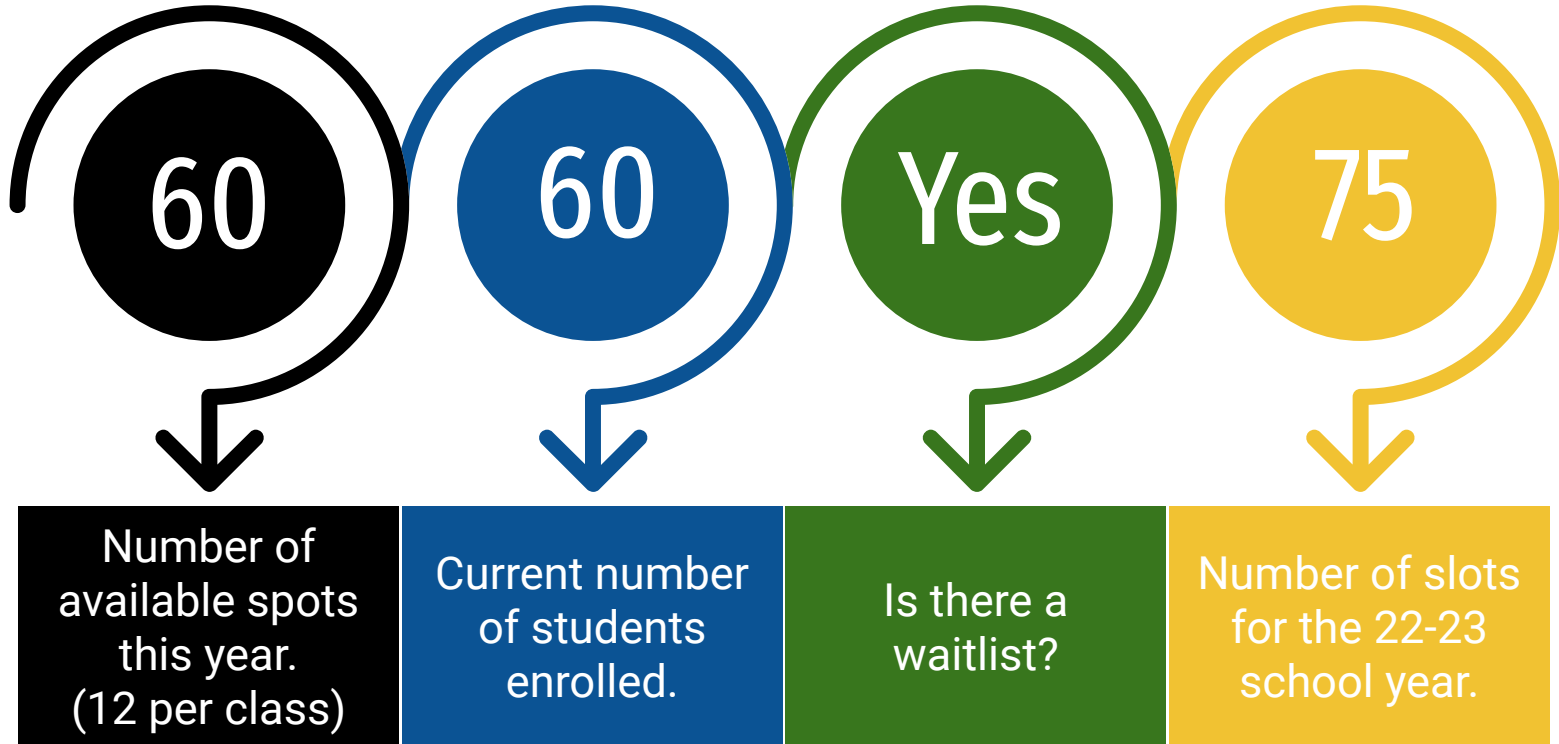 60
Number of
available spots
this year.
(12 per class)
60
Current number
of students
enrolled.
Yes
Is there a
waitlist?
75
Number of slots
for the 22-23
school year.